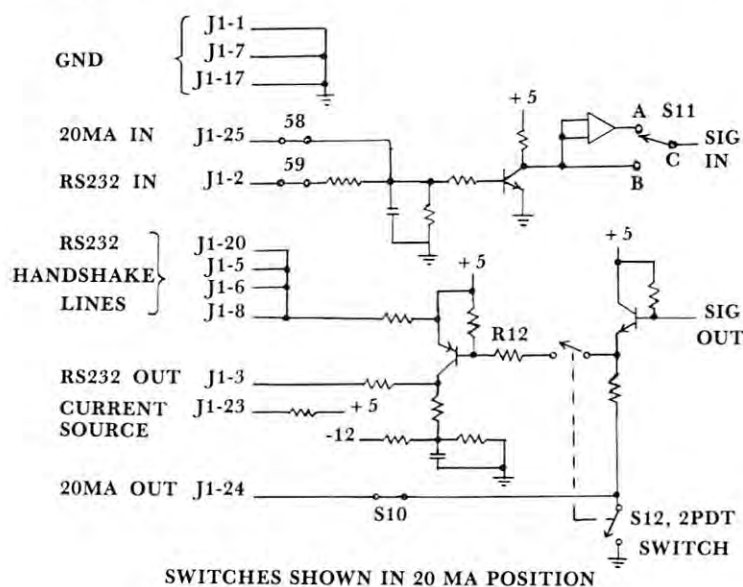 J1-1
GND J1-7
J1-17
+5 A S11
20MA IN J1-25 58
SIG IN
C
RS232 IN J1-2 59
B
RS232 HANDSHAKE LINES
J1-20
J1-5
J1-6
J1-8
+5
+5
SIG OUT
R12
RS232 OUT J1-3
CURRENT SOURCE J1-23 +5
-12
20MA OUT J1-24
S10
S12, 2PDT SWITCH
SWITCHES SHOWN IN 20 MA POSITION